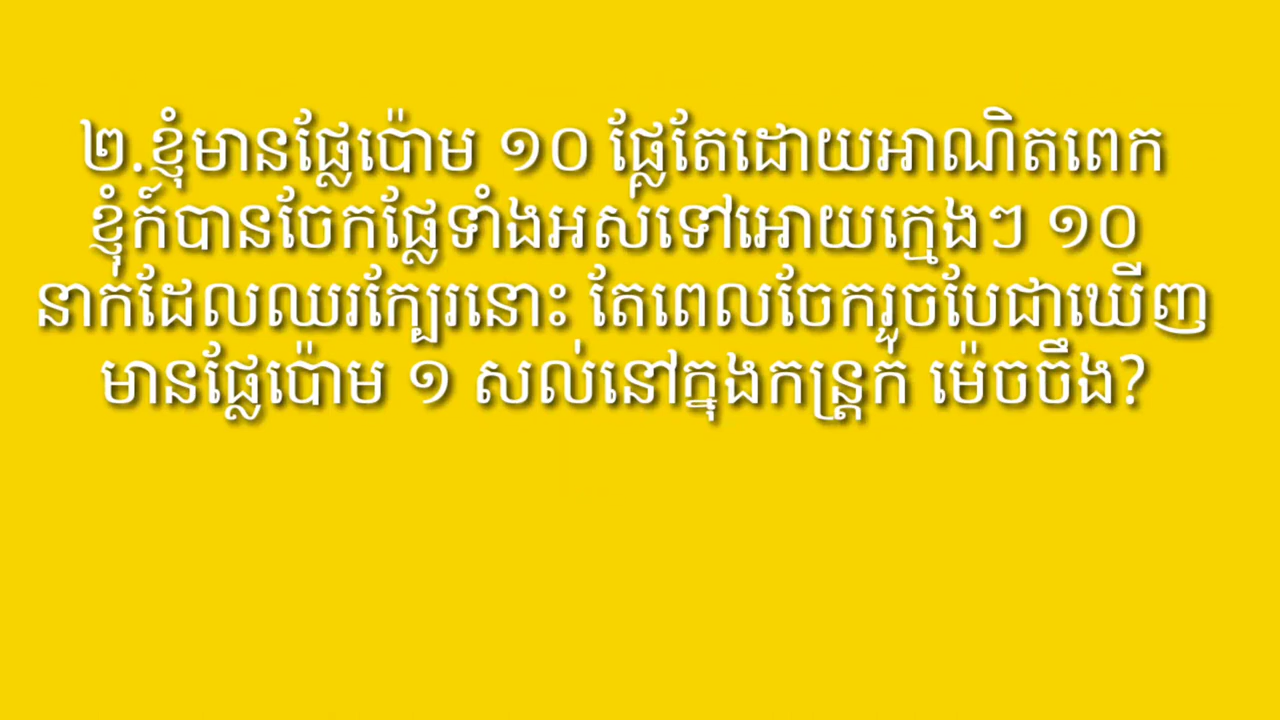 ២.ខ្ញុំមានផ្លែប៉ោម ១០ ផ្លែតែដោយអាណិតពេក
ខ្ញុំក៍បានចែកផ្លែទាំងអស់ទៅអោយក្មេងៗ ១០
នាក់ដែលឈរក្បែរនោះ តែពេលចែករួចបែជាឃើញ
មានផ្លែប៉ោម ១ សល់នៅក្នុងកន្ត្រក់ ម៉េចចឹង?